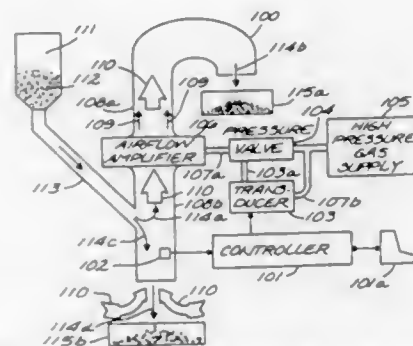 100
111
114b
112
110
109
115a
108a
109
106
PRESSURE
104
105
AIRFLOW
AMPLIFIER
VALVE
HIGH
PRESSURE
GAS
SUPPLY
107a
110
103a
TRANS-
DUCER
107b
113
108b
103
114a
114c
CONTROLLER
102
101
101a
110
110
114d
115b